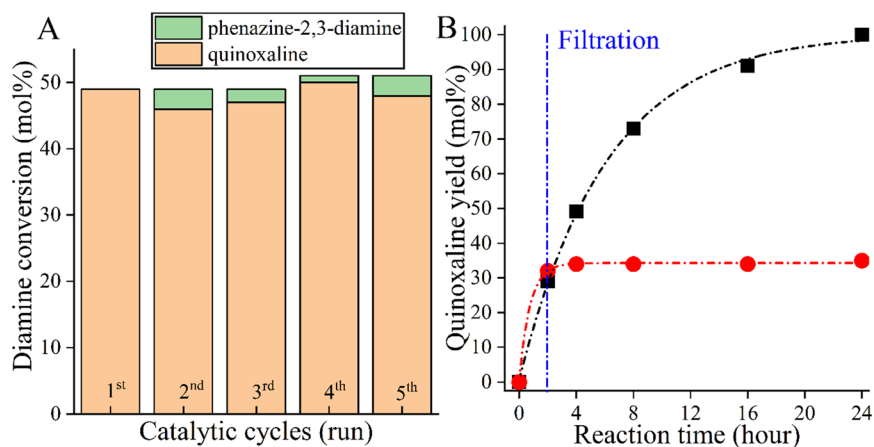 A
phenazine-2,3-diamine
quinoxaline
Diamine conversion (mol%)
50
40
30
20
10
0
1st
2nd
3rd
4th
5th
Catalytic cycles (run)
B
Filtration
Quinoxaline yield (mol%)
100
90
80
70
60
50
40
30
20
10
0
0 4 8 12 16 20 24
Reaction time (hour)